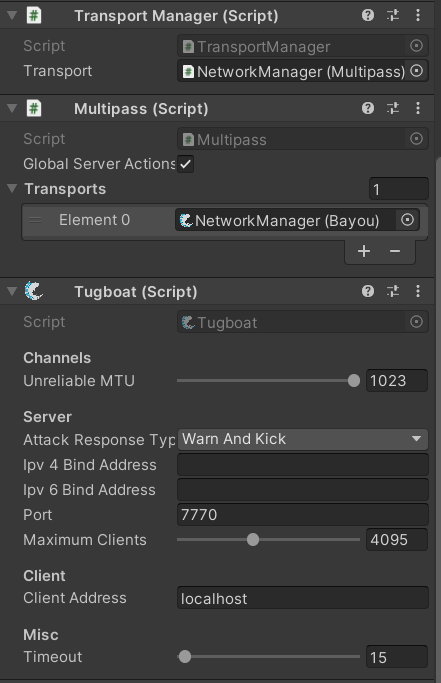 Transport Manager (Script)
Script TransportManager
Transport NetworkManager (Multipass)
Multipass (Script)
Script Multipass
Global Server Actions
Transports 1
Element 0 NetworkManager (Bayou)
+ −
Tugboat (Script)
Script Tugboat
Channels
Unreliable MTU 1023
Server
Attack Response Typ Warn And Kick
Ipv 4 Bind Address
Ipv 6 Bind Address
Port 7770
Maximum Clients 4095
Client
Client Address localhost
Misc
Timeout 15